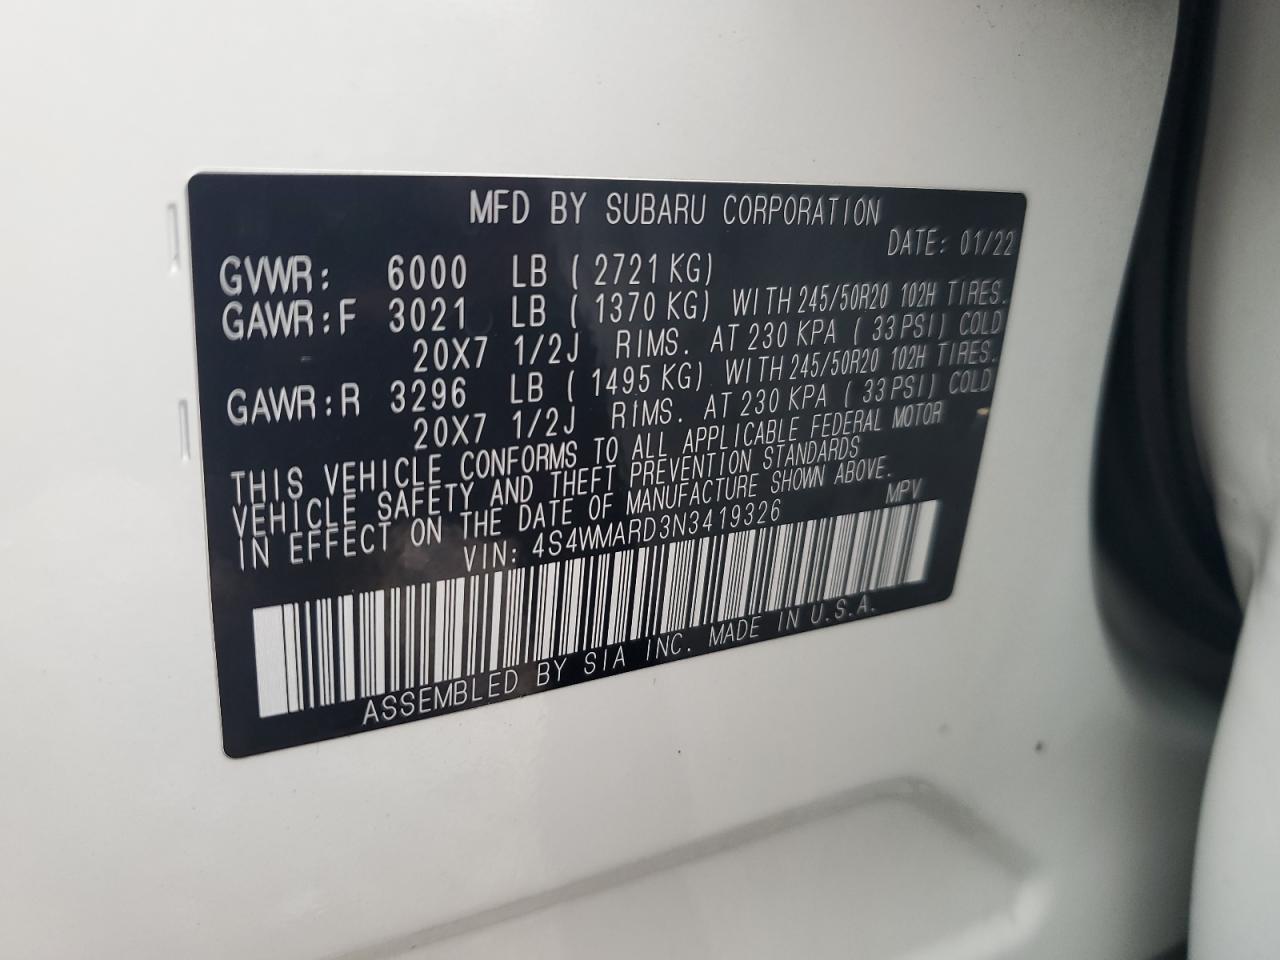 MFD BY SUBARU CORPORATION
DATE: 01/22
GVWR: 6000 LB ( 2721 KG)
GAWR:F 3021 LB ( 1370 KG) WITH 245/50R20 102H TIRES.
20X7 1/2J RIMS. AT 230 KPA ( 33 PSI) COLD
GAWR:R 3296 LB ( 1495 KG) WITH 245/50R20 102H TIRES.
20X7 1/2J RIMS. AT 230 KPA ( 33 PSI) COLD
THIS VEHICLE CONFORMS TO ALL APPLICABLE FEDERAL MOTOR
VEHICLE SAFETY AND THEFT PREVENTION STANDARDS
IN EFFECT ON THE DATE OF MANUFACTURE SHOWN ABOVE.
VIN: 4S4WMARD3N3419326 MPV
ASSEMBLED BY SIA INC. MADE IN U.S.A.